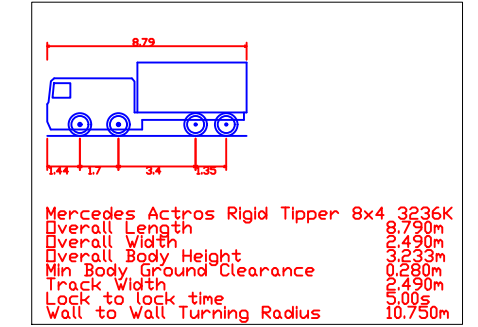 8.79
1.44 1.7 3.4 1.35
Mercedes Actros Rigid Tipper 8x4 3236K
Overall Length 8.790m
Overall Width 2.490m
Overall Body Height 3.233m
Min Body Ground Clearance 0.280m
Track Width 2.490m
Lock to lock time 5.00s
Wall to Wall Turning Radius 10.750m